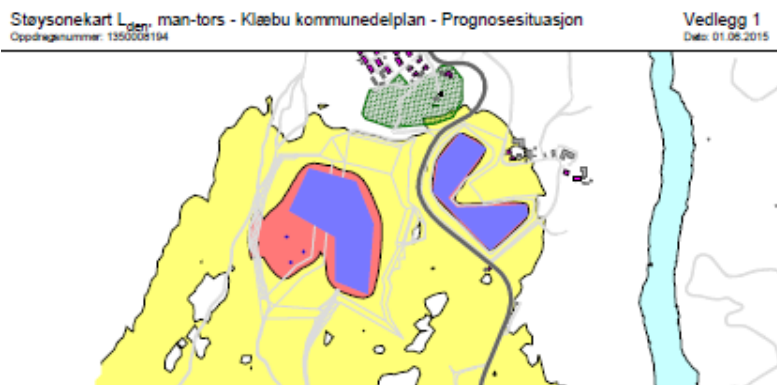 Støysonekart Lden, man-tors - Klæbu kommunedelplan - Prognosesituasjon
Oppdragsnummer: 1350008194
Vedlegg 1
Dato: 01.06.2015